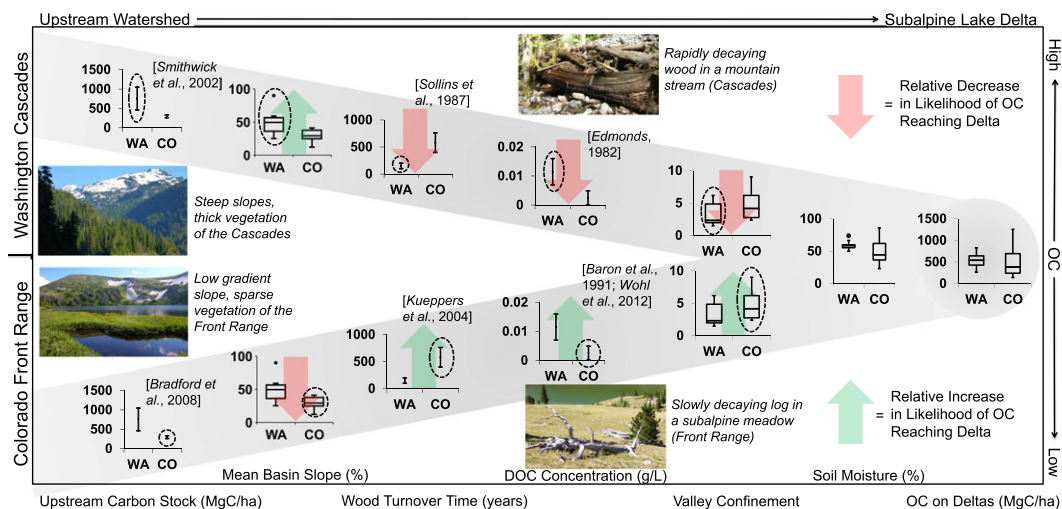 Upstream Watershed
Subalpine Lake Delta
Washington Cascades
Colorado Front Range
High
OC
Low
1500
1000
500
0
WA CO
[Smithwick
et al., 2002]
100
50
0
WA CO
[Sollins et
al., 1987]
1000
500
0
WA CO
Rapidly decaying
wood in a mountain
stream (Cascades)
[Edmonds,
1982]
0.02
0.01
0
WA CO
10
5
0
WA CO
Relative Decrease
= in Likelihood of OC
Reaching Delta
Steep slopes,
thick vegetation
of the Cascades
100
50
0
WA CO
1500
1000
500
0
WA CO
Low gradient
slope, sparse
vegetation of the
Front Range
[Kueppers
et al., 2004]
1000
500
0
WA CO
[Baron et al.,
1991; Wohl
et al., 2012]
0.02
0.01
0
WA CO
10
5
0
WA CO
[Bradford et
al., 2008]
1500
1000
500
0
WA CO
100
50
0
WA CO
Slowly decaying log in
a subalpine meadow
(Front Range)
Relative Increase
= in Likelihood of OC
Reaching Delta
Mean Basin Slope (%)
DOC Concentration (g/L)
Soil Moisture (%)
Upstream Carbon Stock (MgC/ha)
Wood Turnover Time (years)
Valley Confinement
OC on Deltas (MgC/ha)